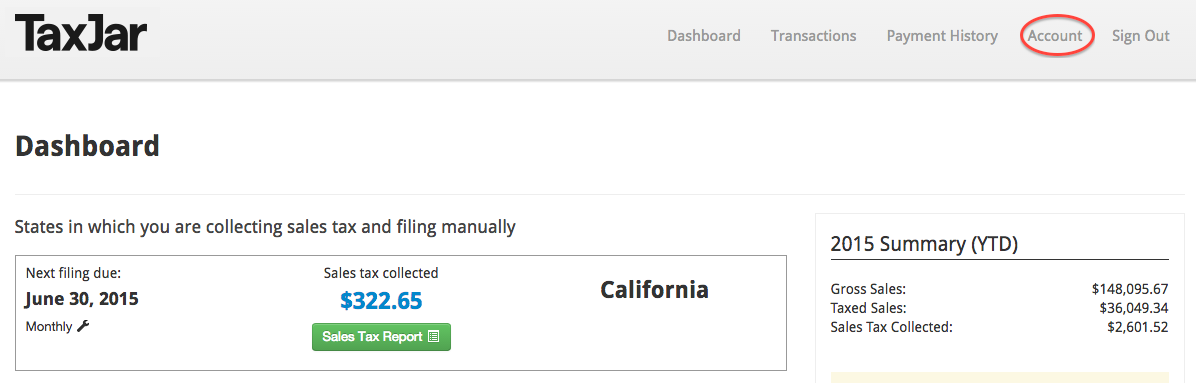 TaxJar
Dashboard Transactions Payment History Account Sign Out
Dashboard
States in which you are collecting sales tax and filing manually
Next filing due:
June 30, 2015
Monthly
Sales tax collected
$322.65
Sales Tax Report
California
2015 Summary (YTD)
Gross Sales: $148,095.67
Taxed Sales: $36,049.34
Sales Tax Collected: $2,601.52